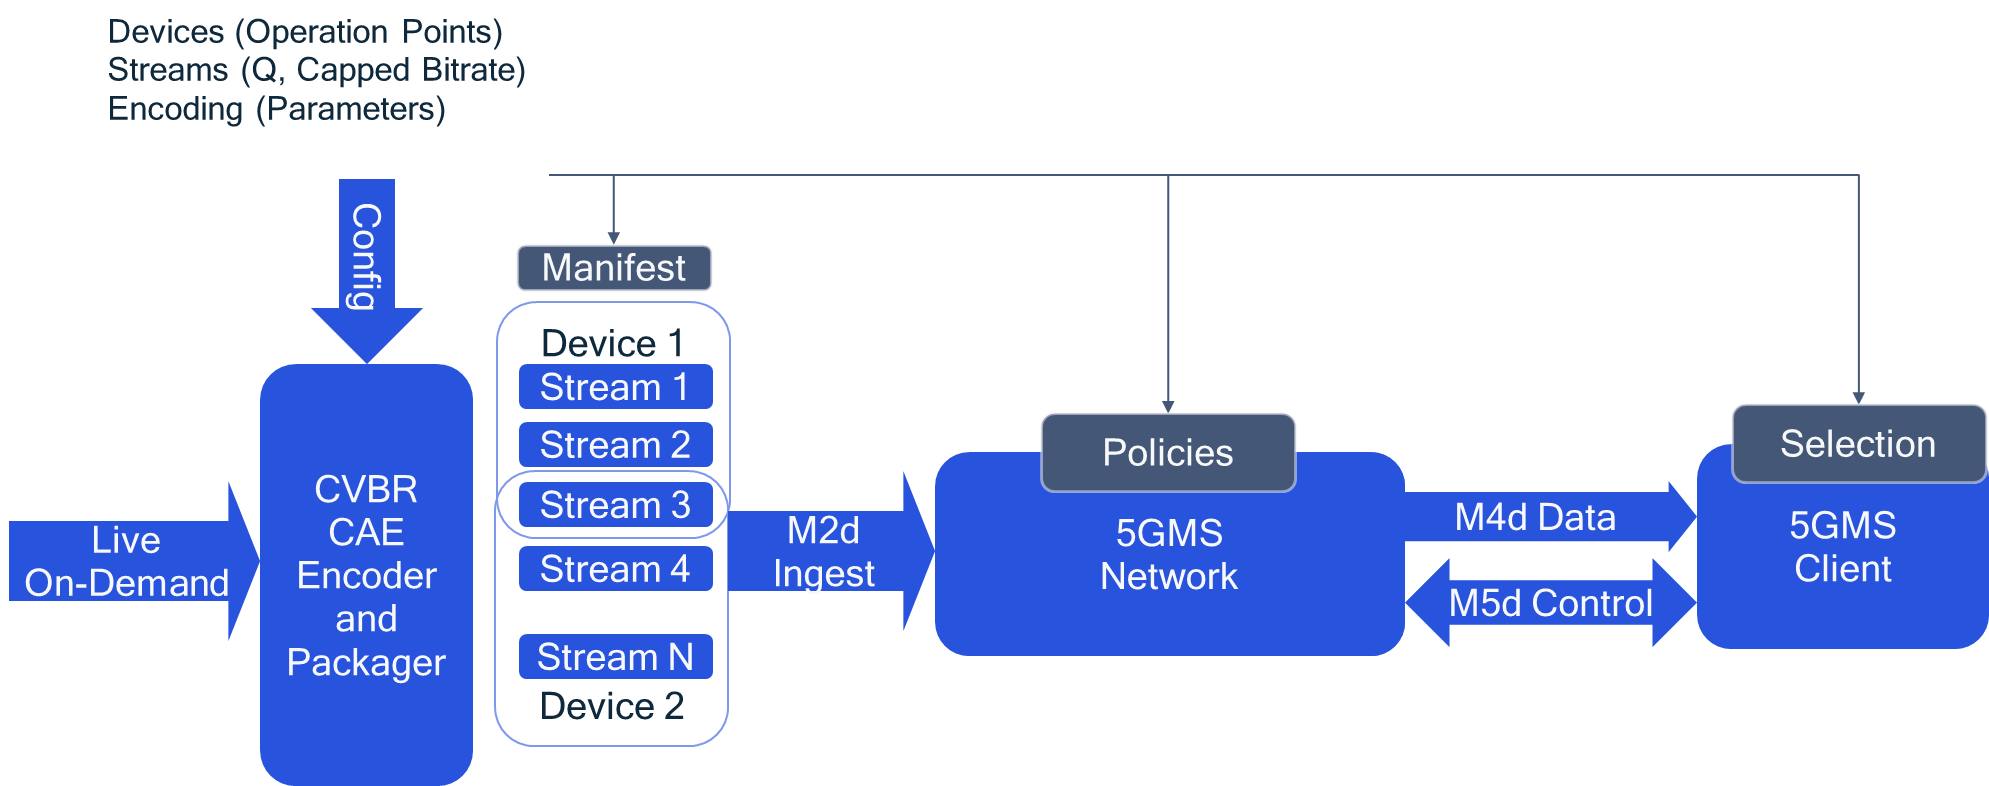 Devices (Operation Points)
Streams (Q, Capped Bitrate)
Encoding (Parameters)
Config
Manifest
Device 1
Stream 1
Stream 2
Stream 3
Stream 4
Stream N
Device 2
Live
On-Demand
CVBR
CAE
Encoder
and
Packager
M2d
Ingest
Policies
5GMS
Network
M4d Data
M5d Control
Selection
5GMS
Client